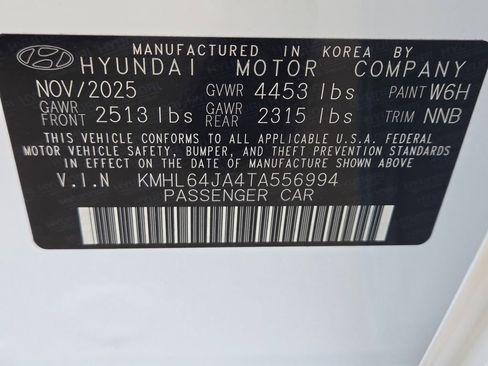 MANUFACTURED IN KOREA BY
HYUNDAI MOTOR COMPANY
NOV/2025 GVWR 4453 lbs PAINT W6H
GAWR FRONT 2513 lbs GAWR REAR 2315 lbs TRIM NNB
THIS VEHICLE CONFORMS TO ALL APPLICABLE U.S.A. FEDERAL
MOTOR VEHICLE SAFETY, BUMPER, AND THEFT PREVENTION STANDARDS
IN EFFECT ON THE DATE OF MANUFACTURE SHOWN ABOVE
V.I.N KMHL64JA4TA556994
PASSENGER CAR